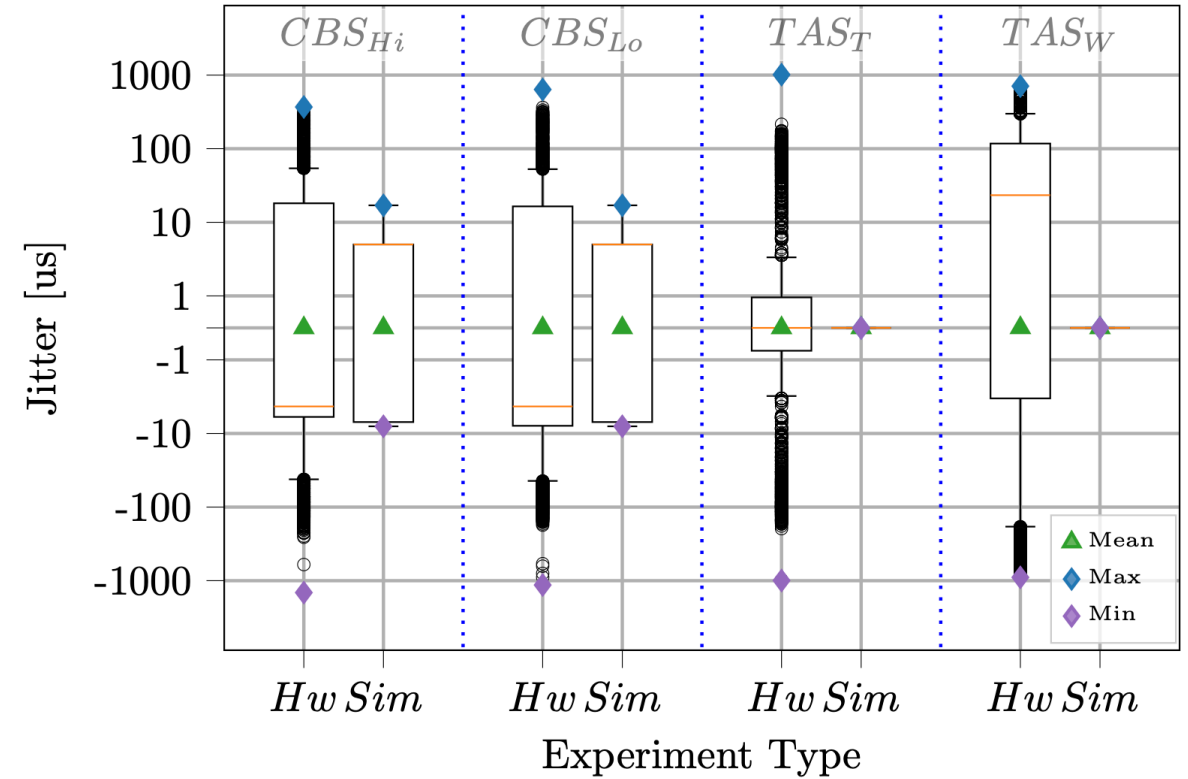 CBS_Hi CBS_Lo TAS_T TAS_W
1000
100
10
1
-1
-10
-100
-1000
Jitter [us]
Mean
Max
Min
Hw Sim Hw Sim Hw Sim Hw Sim
Experiment Type